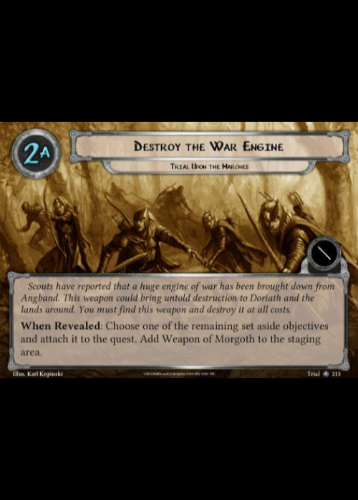 2A
Destroy the War Engine
Trial Upon the Marches
Scouts have reported that a huge engine of war has been brought down from
Angband. This weapon could bring untold destruction to Doriath and the
lands around. You must find this weapon and destroy it at all costs.
When Revealed: Choose one of the remaining set aside objectives
and attach it to the quest. Add Weapon of Morgoth to the staging
area.
Illus. Karl Kopinski
Trial 211